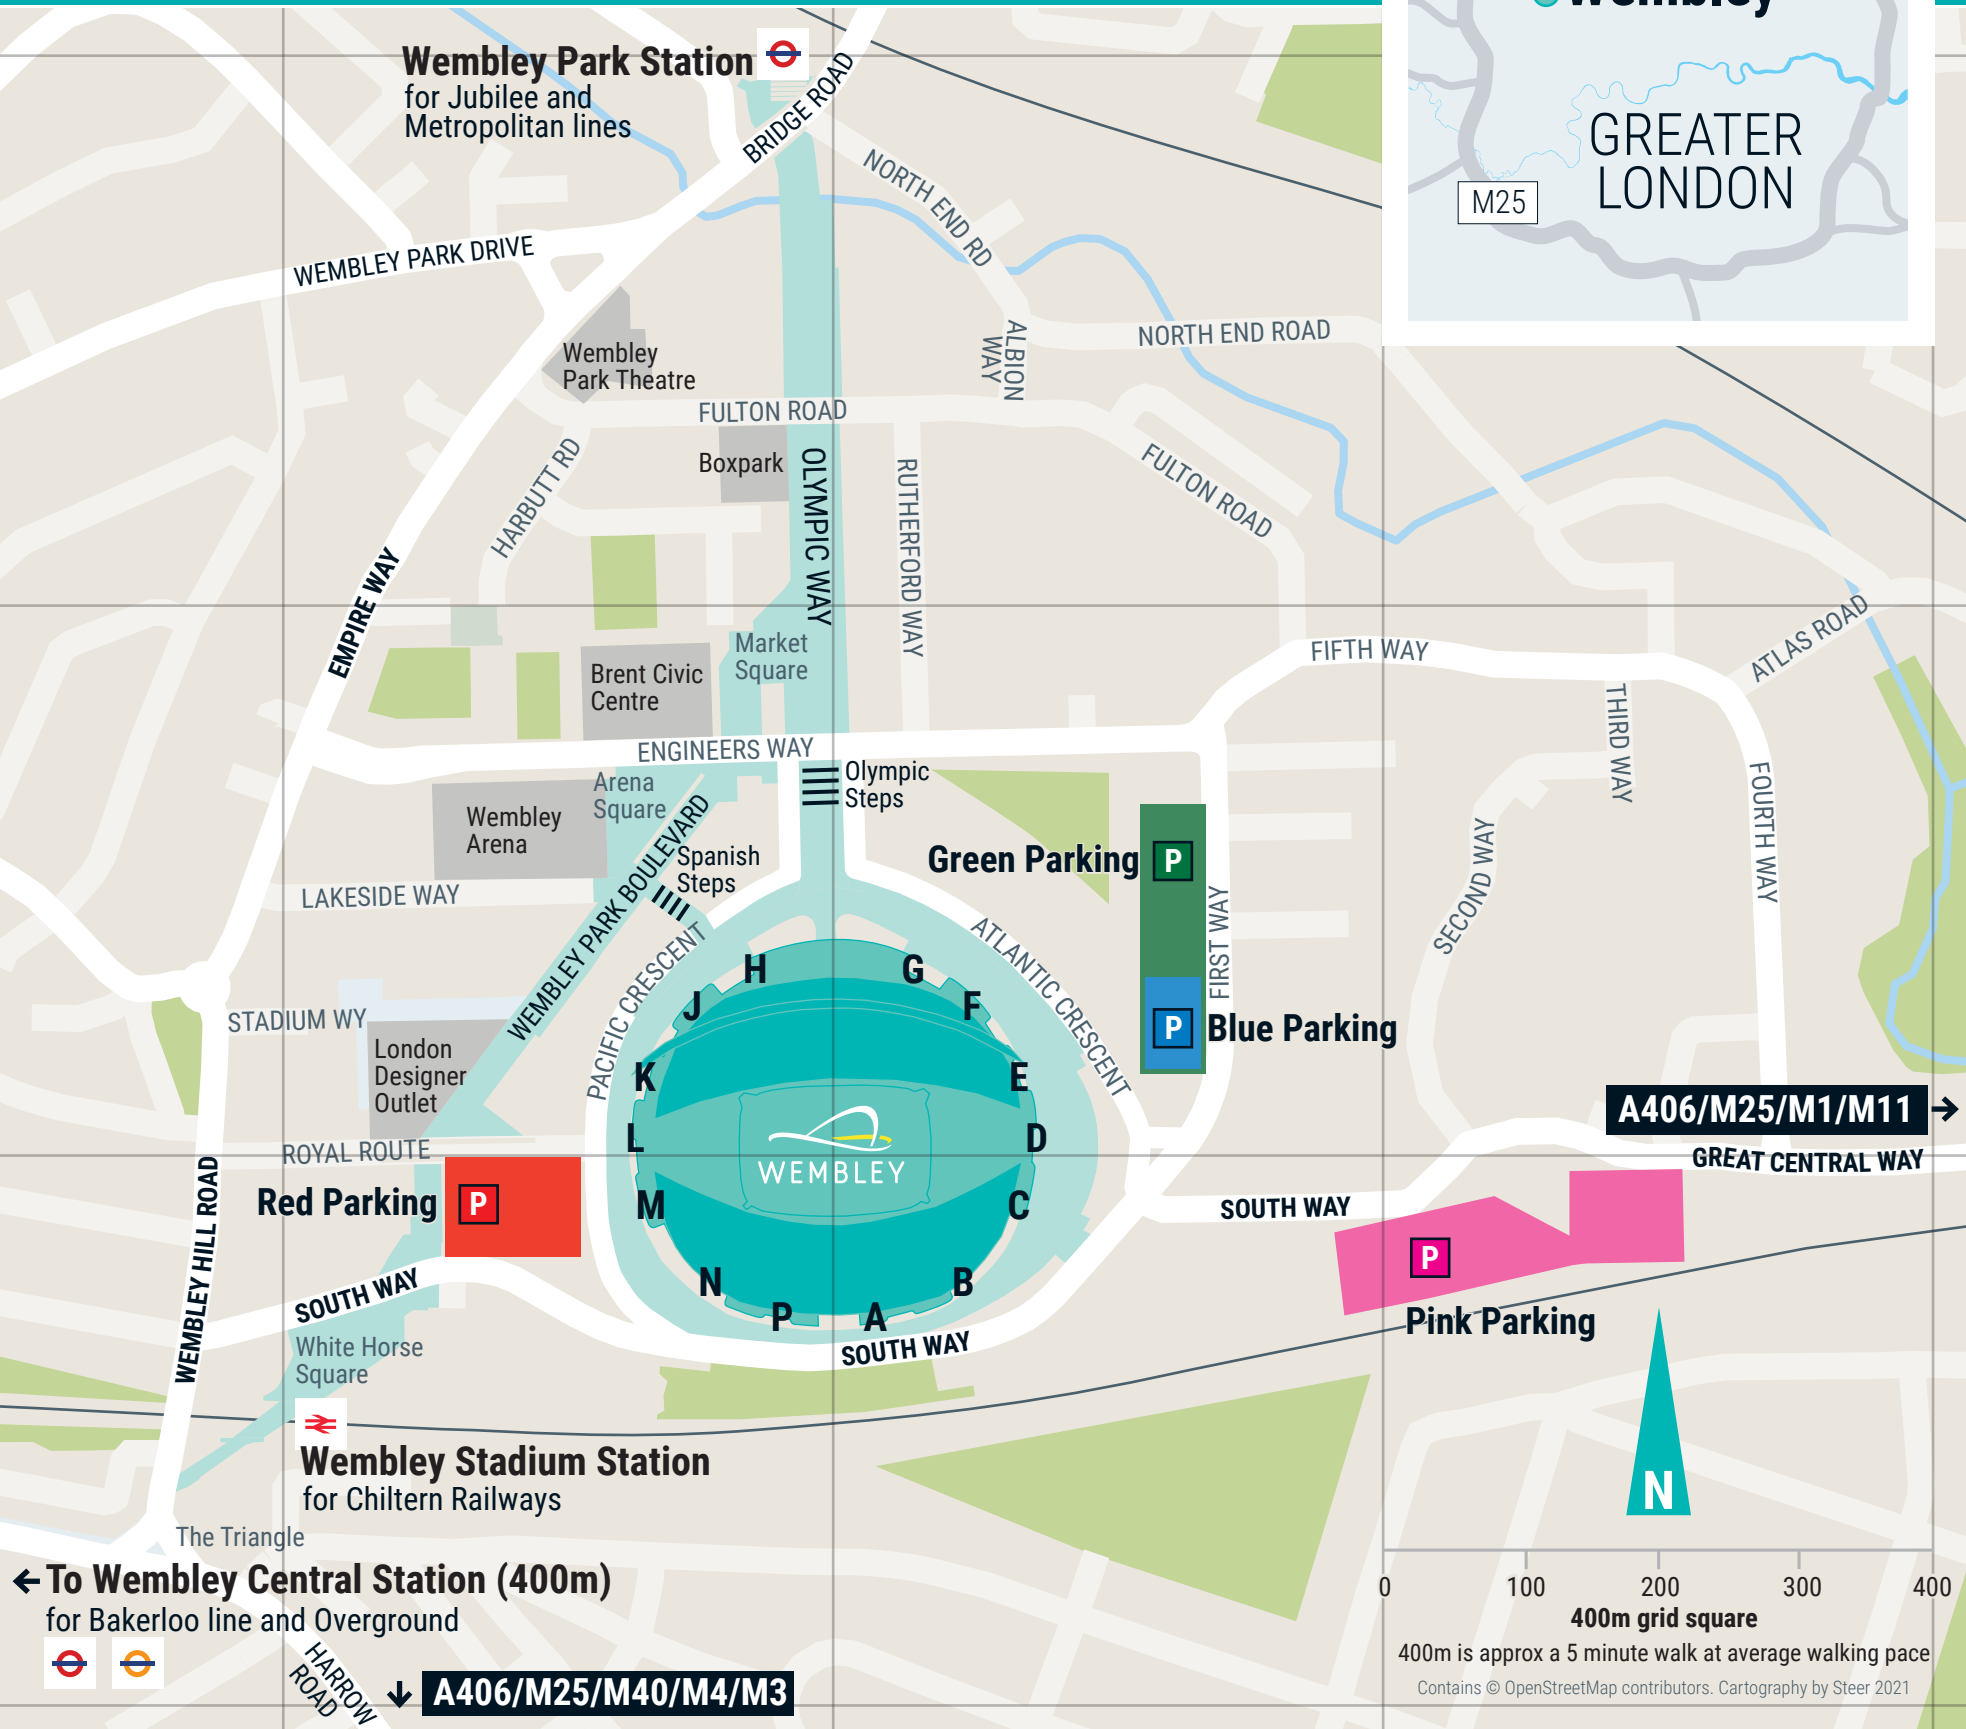 Wembley
GREATER
LONDON
M25
Wembley Park Station
for Jubilee and
Metropolitan lines
BRIDGE ROAD
NORTH END RD
WEMBLEY PARK DRIVE
ALBION
WAY
NORTH END ROAD
Wembley
Park Theatre
FULTON ROAD
Boxpark
OLYMPIC WAY
HARBUTT RD
RUTHERFORD WAY
FULTON ROAD
EMPIRE WAY
Market
Square
Brent Civic
Centre
FIFTH WAY
ATLAS ROAD
THIRD WAY
ENGINEERS WAY
Arena
Square
Olympic
Steps
FOURTH WAY
Wembley
Arena
WEMBLEY PARK BOULEVARD
Spanish
Steps
Green Parking
P
SECOND WAY
LAKESIDE WAY
FIRST WAY
PACIFIC CRESCENT
ATLANTIC CRESCENT
H
G
J
F
STADIUM WY
P
Blue Parking
London
Designer
Outlet
K
E
A406/M25/M1/M11
L
D
WEMBLEY
ROYAL ROUTE
GREAT CENTRAL WAY
Red Parking
P
M
C
SOUTH WAY
WEMBLEY HILL ROAD
P
SOUTH WAY
N
B
P
A
Pink Parking
White Horse
Square
SOUTH WAY
Wembley Stadium Station
for Chiltern Railways
N
The Triangle
To Wembley Central Station (400m)
for Bakerloo line and Overground
0 100 200 300 400
400m grid square
400m is approx a 5 minute walk at average walking pace
Contains © OpenStreetMap contributors. Cartography by Steer 2021
HARROW
ROAD
A406/M25/M40/M4/M3